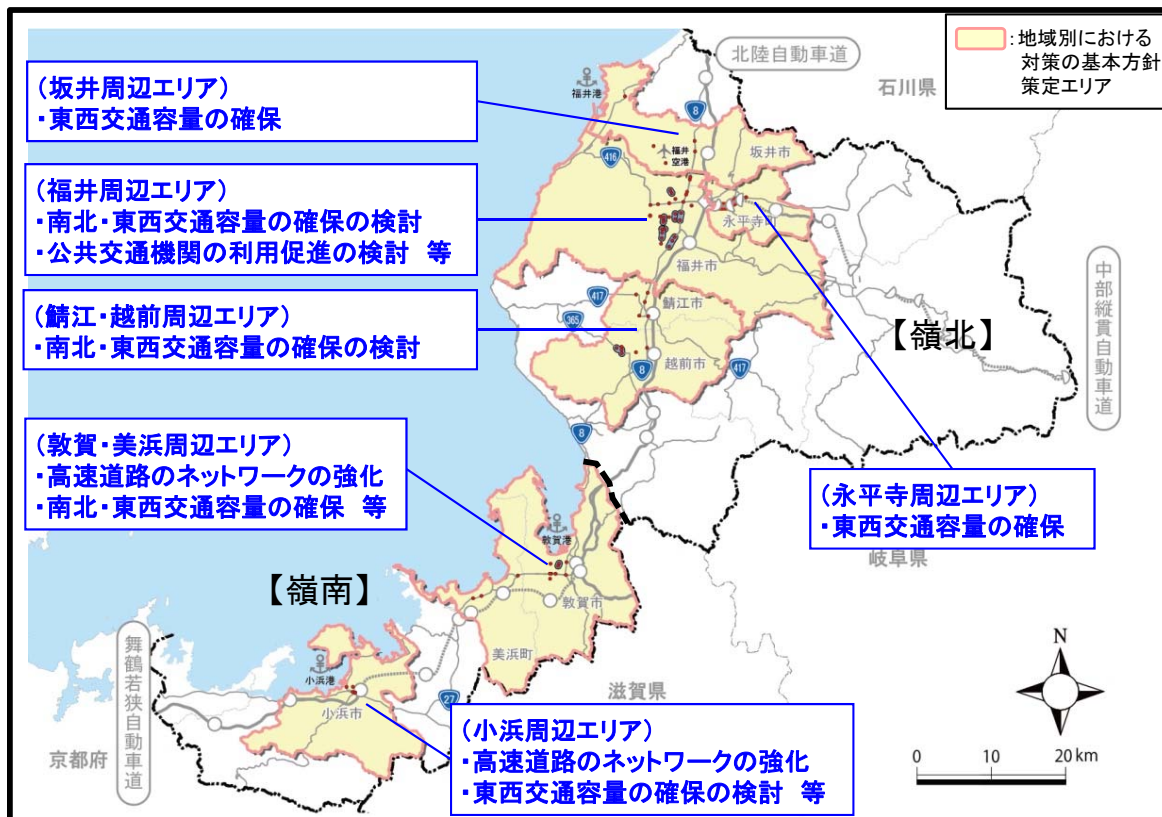 :地域別における
対策の基本方針
策定エリア
北陸自動車道
石川県
(坂井周辺エリア)
・東西交通容量の確保
福井港
8
416
福井
空港
坂井市
(福井周辺エリア)
・南北・東西交通容量の確保の検討
・公共交通機関の利用促進の検討 等
永平寺町
福井市
中部縦貫自動車道
(鯖江・越前周辺エリア)
・南北・東西交通容量の確保の検討
417
365
鯖江市
【嶺北】
越前市
8
417
8
(敦賀・美浜周辺エリア)
・高速道路のネットワークの強化
・南北・東西交通容量の確保 等
(永平寺周辺エリア)
・東西交通容量の確保
岐阜県
敦賀港
【嶺南】
敦賀市
美浜町
舞鶴若狭自動車道
小浜港
27
小浜市
滋賀県
京都府
(小浜周辺エリア)
・高速道路のネットワークの強化
・東西交通容量の確保の検討 等
N
0 10 20 km